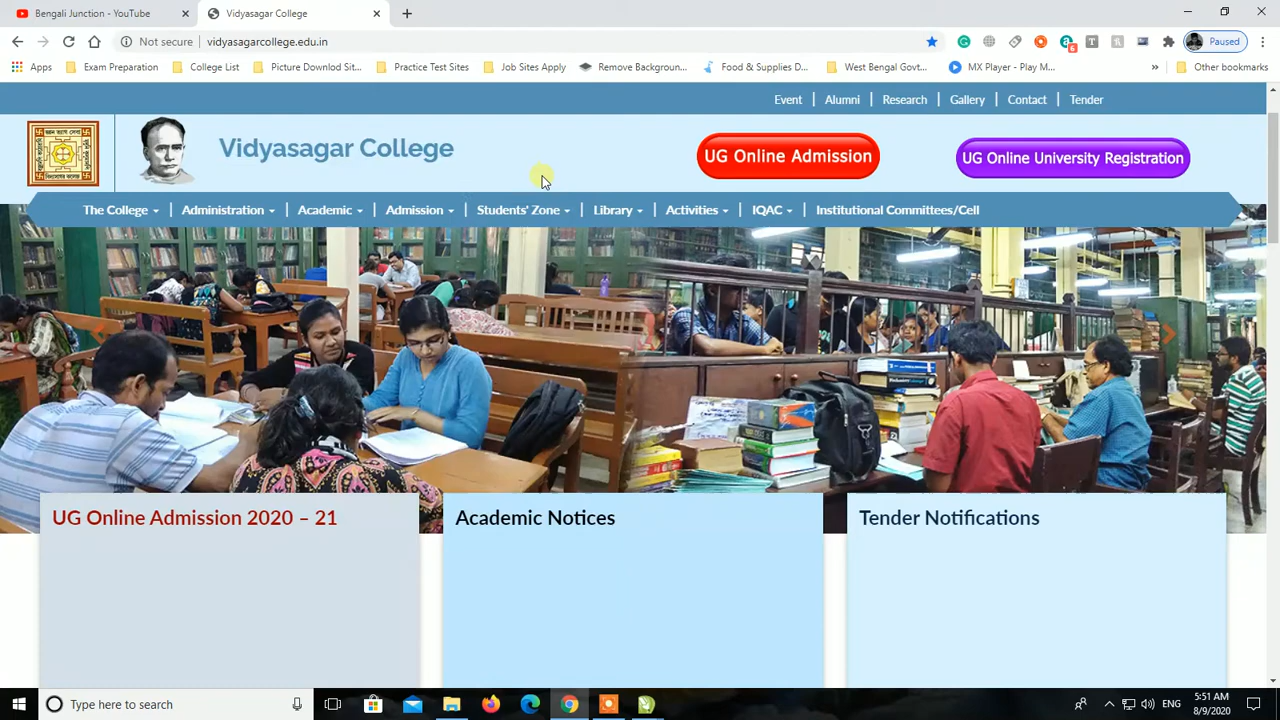 Bengali Junction - YouTube
Vidyasagar College
Not secure | vidyasagarcollege.edu.in
6
Paused
Apps
Exam Preparation
College List
Picture Downlod Sit...
Practice Test Sites
Job Sites Apply
Remove Backgroun...
Food & Supplies D...
West Bengal Govt...
MX Player - Play M...
»
Other bookmarks
Event | Alumni | Research | Gallery | Contact | Tender
Vidyasagar College
UG Online Admission
UG Online University Registration
The College | Administration | Academic | Admission | Students' Zone | Library | Activities | IQAC | Institutional Committees/Cell
UG Online Admission 2020 – 21
Academic Notices
Tender Notifications
Type here to search
ENG
5:51 AM
8/9/2020